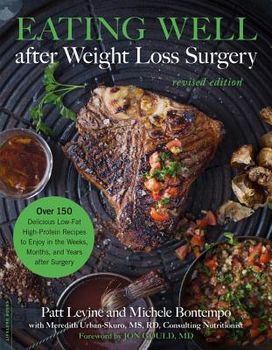 EATING WELL
after Weight Loss Surgery
revised edition
Over 150
Delicious Low-Fat
High-Protein Recipes
to Enjoy in the Weeks,
Months, and Years
after Surgery
Patt Levine and Michele Bontempo
with Meredith Urban-Skuro, MS, RD, Consulting Nutritionist
Foreword by JON GOULD, MD